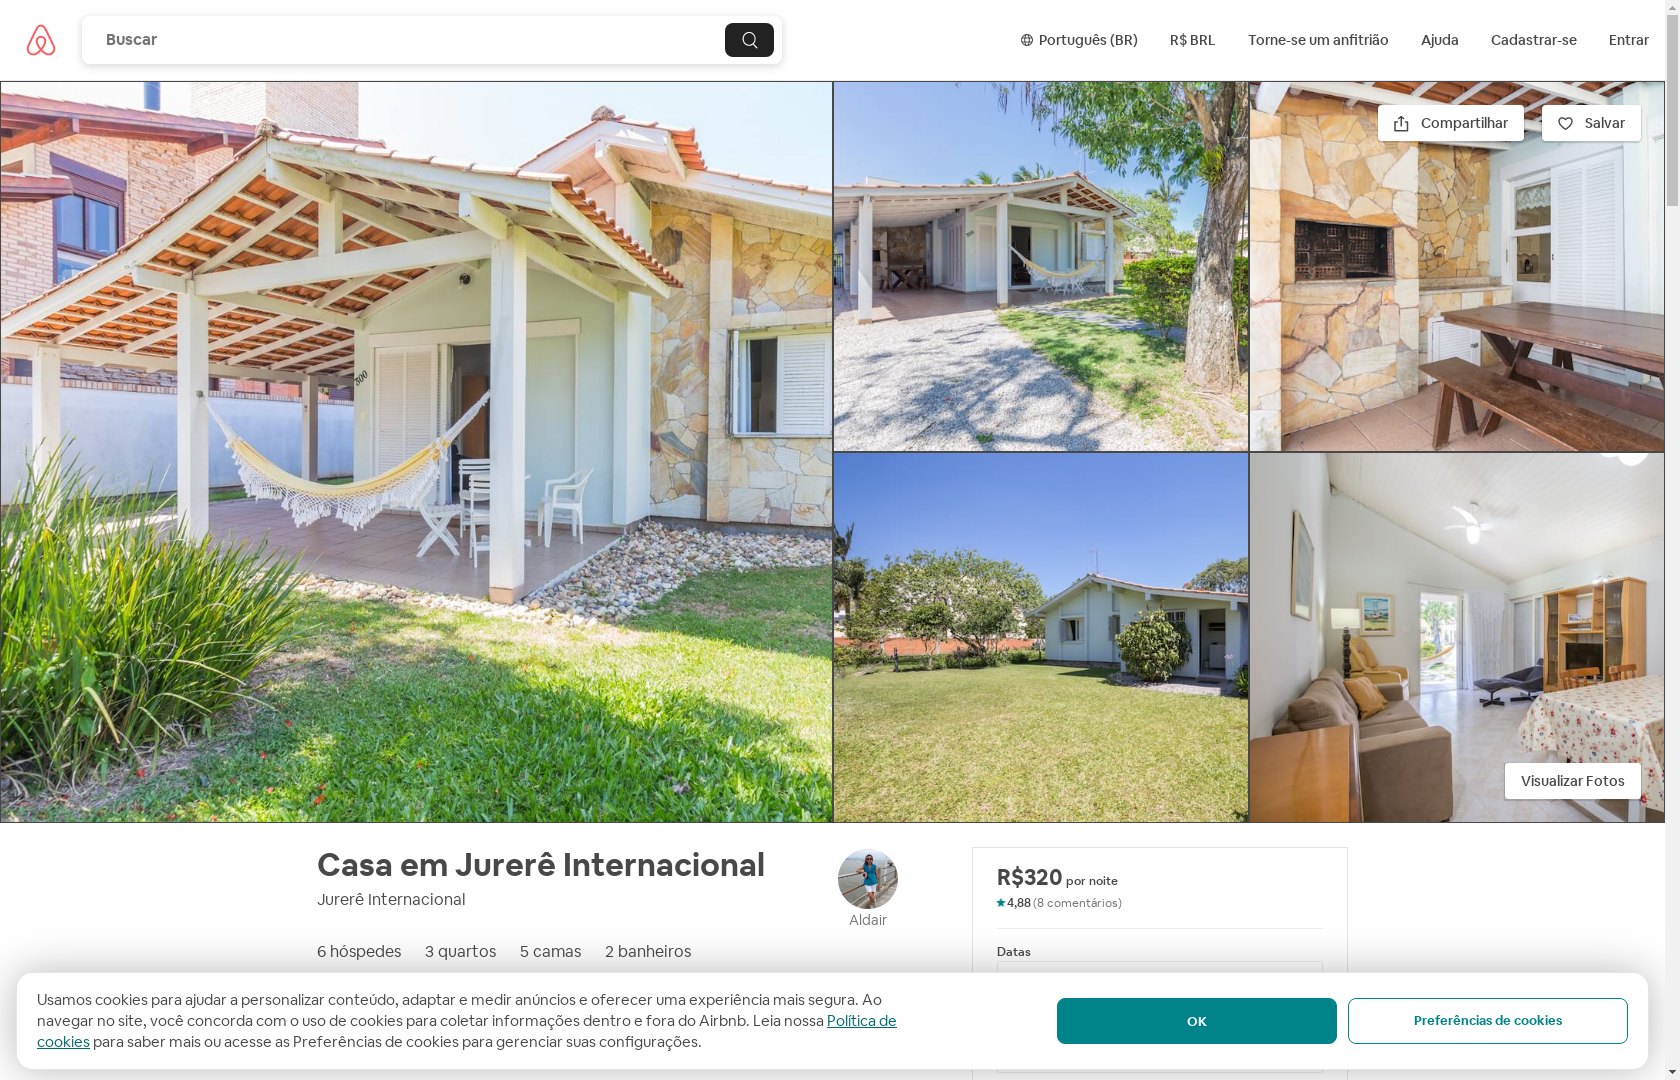 Buscar
Português (BR)
R$ BRL
Torne-se um anfitrião
Ajuda
Cadastrar-se
Entrar
Compartilhar
Salvar
300
Visualizar Fotos
Casa em Jurerê Internacional
Jurerê Internacional
Aldair
6 hóspedes
3 quartos
5 camas
2 banheiros
R$320 por noite
4,88 (8 comentários)
Datas
Usamos cookies para ajudar a personalizar conteúdo, adaptar e medir anúncios e oferecer uma experiência mais segura. Ao
navegar no site, você concorda com o uso de cookies para coletar informações dentro e fora do Airbnb. Leia nossa Política de
cookies para saber mais ou acesse as Preferências de cookies para gerenciar suas configurações.
OK
Preferências de cookies